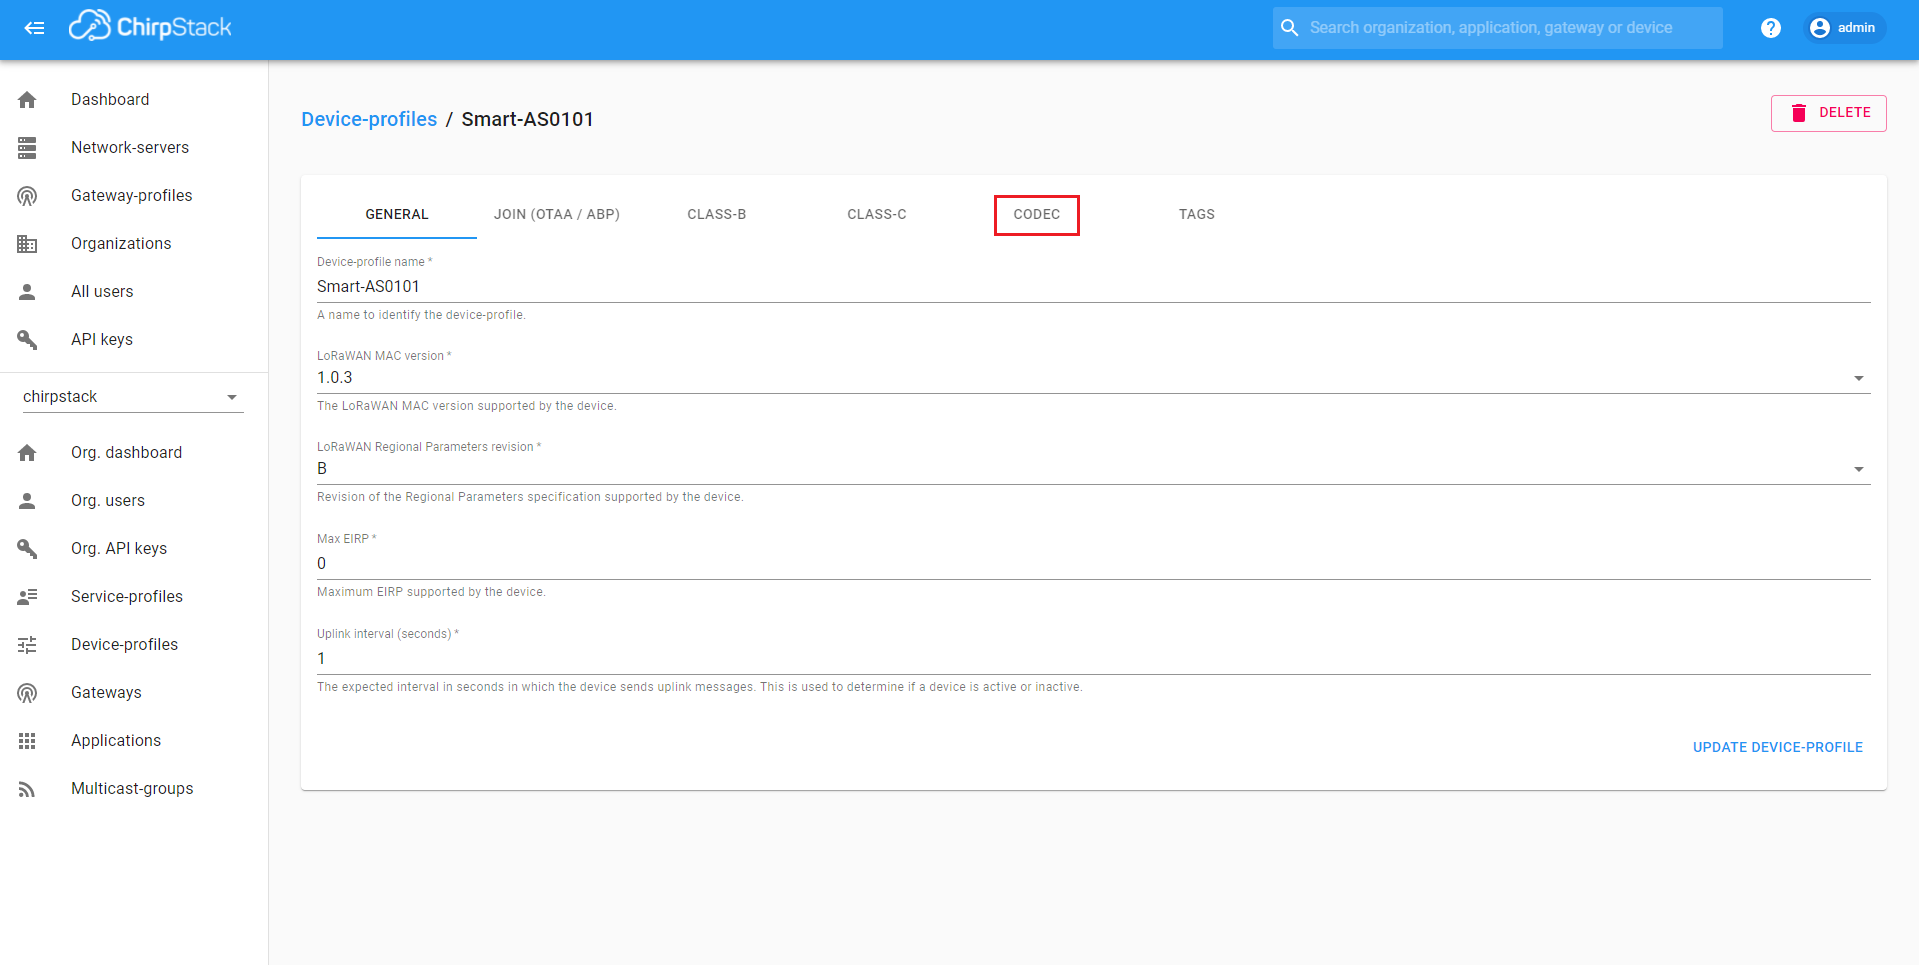 ChirpStack
Search organization, application, gateway or device
?
admin
Dashboard
Network-servers
Gateway-profiles
Organizations
All users
API keys
chirpstack
Org. dashboard
Org. users
Org. API keys
Service-profiles
Device-profiles
Gateways
Applications
Multicast-groups
Device-profiles / Smart-AS0101
DELETE
GENERAL JOIN (OTAA / ABP) CLASS-B CLASS-C CODEC TAGS
Device-profile name *
Smart-AS0101
A name to identify the device-profile.
LoRaWAN MAC version *
1.0.3
The LoRaWAN MAC version supported by the device.
LoRaWAN Regional Parameters revision *
B
Revision of the Regional Parameters specification supported by the device.
Max EIRP *
0
Maximum EIRP supported by the device.
Uplink interval (seconds) *
1
The expected interval in seconds in which the device sends uplink messages. This is used to determine if a device is active or inactive.
UPDATE DEVICE-PROFILE